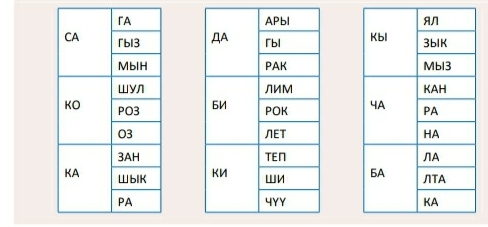 СА ГА ДА АРЫ КЫ ЯЛ
ГЫЗ ГЫ ЗЫК
МЫН РАК МЫЗ
КО ШУЛ БИ ЛИМ ЧА КАН
РОЗ РОК РА
ОЗ ЛЕТ НА
КА ЗАН КИ ТЕП БА ЛА
ШЫК ШИ ЛТА
РА ЧҮҮ КА